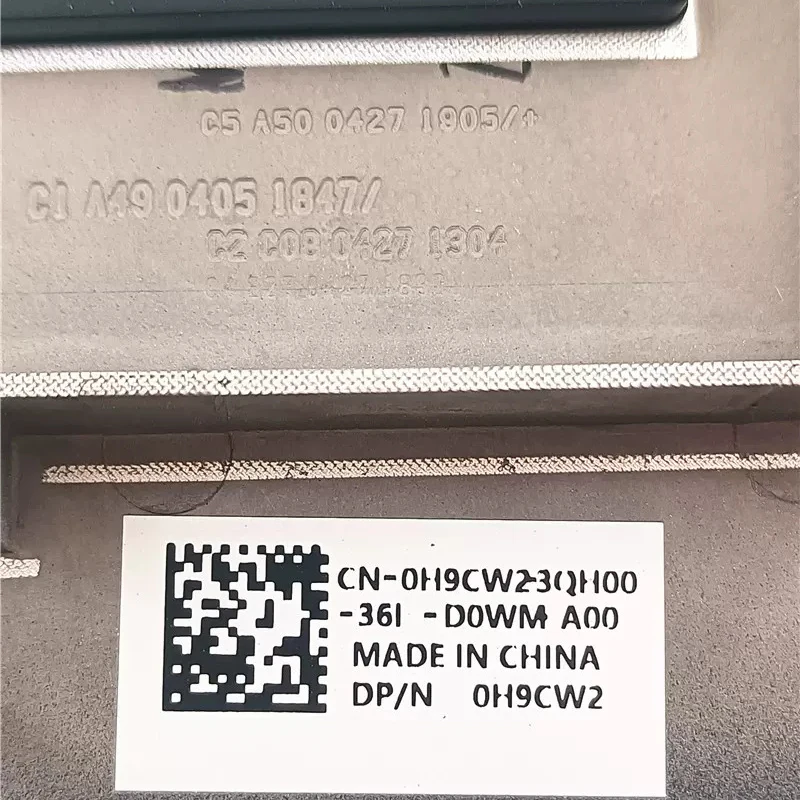 C5 A50 0427 1905/+
C1 A49 0405 1847/
C2 C08 0427 1304
CN-0H9CW2-3QH00
-36I -D0WM A00
MADE IN CHINA
DP/N 0H9CW2